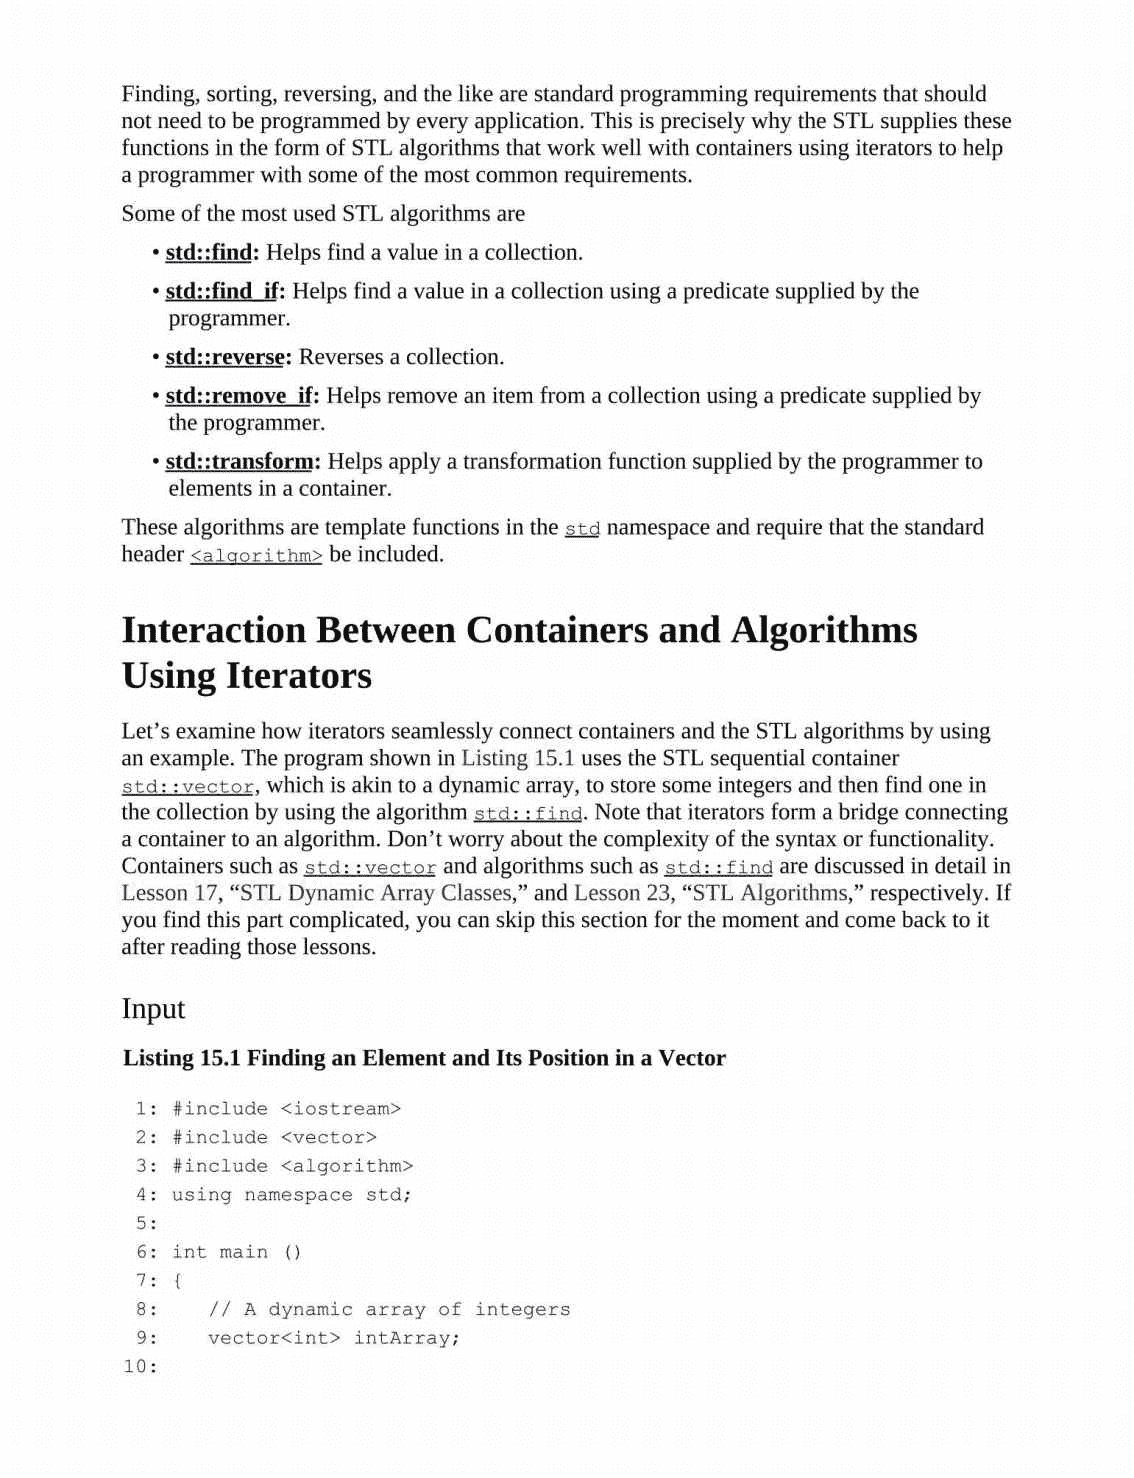 Finding, sorting, reversing, and the like are standard programming requirements that should
not need to be programmed by every application. This is precisely why the STL supplies these
functions in the form of STL algorithms that work well with containers using iterators to help
a programmer with some of the most common requirements.
Some of the most used STL algorithms are
• std::find: Helps find a value in a collection.
• std::find_if: Helps find a value in a collection using a predicate supplied by the
programmer.
• std::reverse: Reverses a collection.
• std::remove_if: Helps remove an item from a collection using a predicate supplied by
the programmer.
• std::transform: Helps apply a transformation function supplied by the programmer to
elements in a container.
These algorithms are template functions in the std namespace and require that the standard
header <algorithm> be included.
Interaction Between Containers and Algorithms
Using Iterators
Let’s examine how iterators seamlessly connect containers and the STL algorithms by using
an example. The program shown in Listing 15.1 uses the STL sequential container
std::vector, which is akin to a dynamic array, to store some integers and then find one in
the collection by using the algorithm std::find. Note that iterators form a bridge connecting
a container to an algorithm. Don’t worry about the complexity of the syntax or functionality.
Containers such as std::vector and algorithms such as std::find are discussed in detail in
Lesson 17, “STL Dynamic Array Classes,” and Lesson 23, “STL Algorithms,” respectively. If
you find this part complicated, you can skip this section for the moment and come back to it
after reading those lessons.
Input
Listing 15.1 Finding an Element and Its Position in a Vector
1: #include <iostream>
2: #include <vector>
3: #include <algorithm>
4: using namespace std;
5:
6: int main ()
7: {
8:    // A dynamic array of integers
9:    vector<int> intArray;
10: